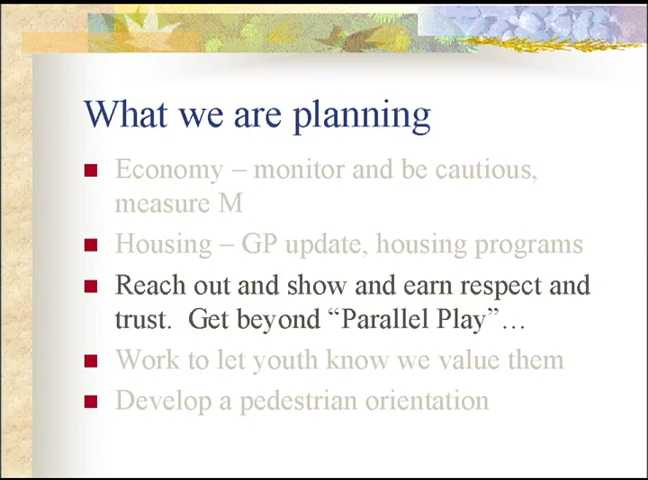 What we are planning
Economy – monitor and be cautious,
measure M
Housing – GP update, housing programs
Reach out and show and earn respect and
trust.  Get beyond “Parallel Play”…
Work to let youth know we value them
Develop a pedestrian orientation